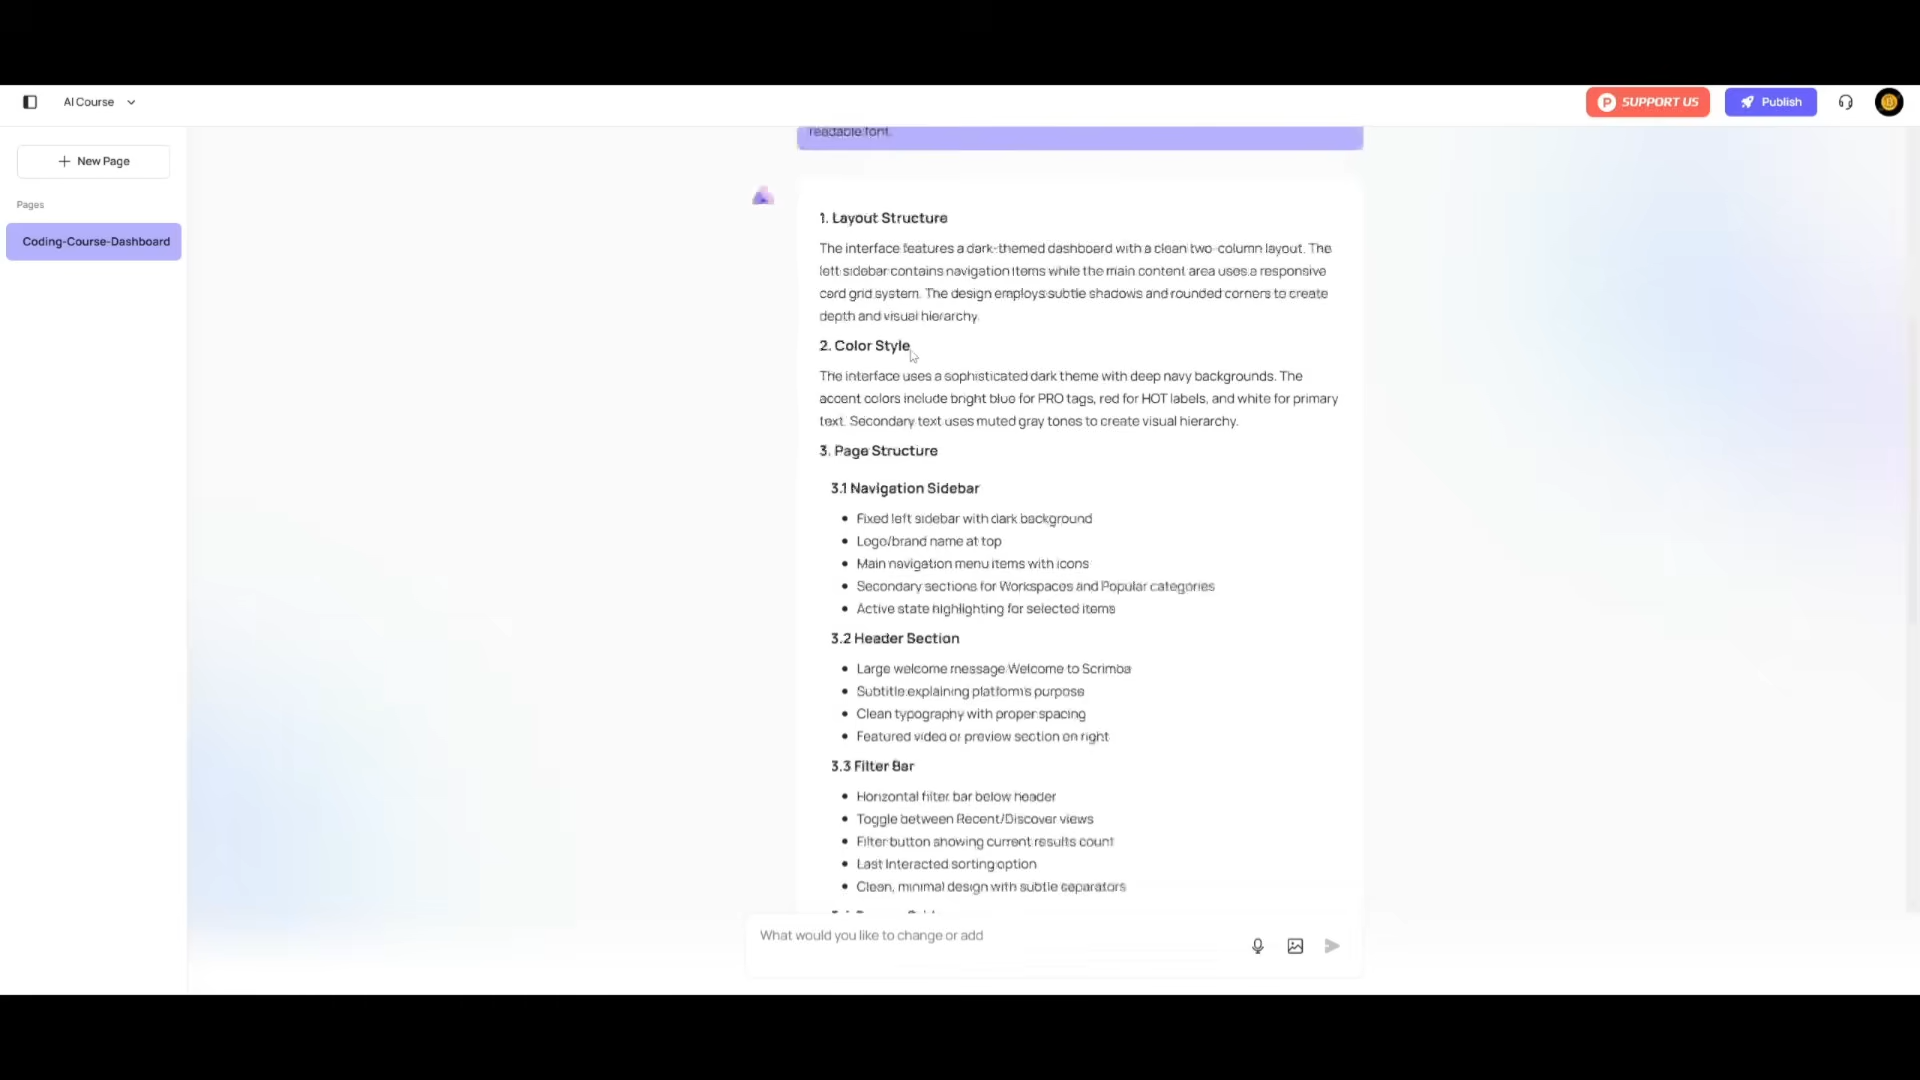 AI Course
SUPPORT US
Publish
New Page
Pages
Coding-Course-Dashboard
readable font.
1. Layout Structure
The interface features a dark-themed dashboard with a clean two-column layout. The
left sidebar contains navigation items while the main content area uses a responsive
card grid system. The design employs subtle shadows and rounded corners to create
depth and visual hierarchy.
2. Color Style
The interface uses a sophisticated dark theme with deep navy backgrounds. The
accent colors include bright blue for PRO tags, red for HOT labels, and white for primary
text. Secondary text uses muted gray tones to create visual hierarchy.
3. Page Structure
3.1 Navigation Sidebar
Fixed left sidebar with dark background
Logo/brand name at top
Main navigation menu items with icons
Secondary sections for Workspaces and Popular categories
Active state highlighting for selected items
3.2 Header Section
Large welcome message Welcome to Scrimba
Subtitle explaining platform's purpose
Clean typography with proper spacing
Featured video or preview section on right
3.3 Filter Bar
Horizontal filter bar below header
Toggle between Recent/Discover views
Filter button showing current results count
Last Interacted sorting option
Clean, minimal design with subtle separators
What would you like to change or add